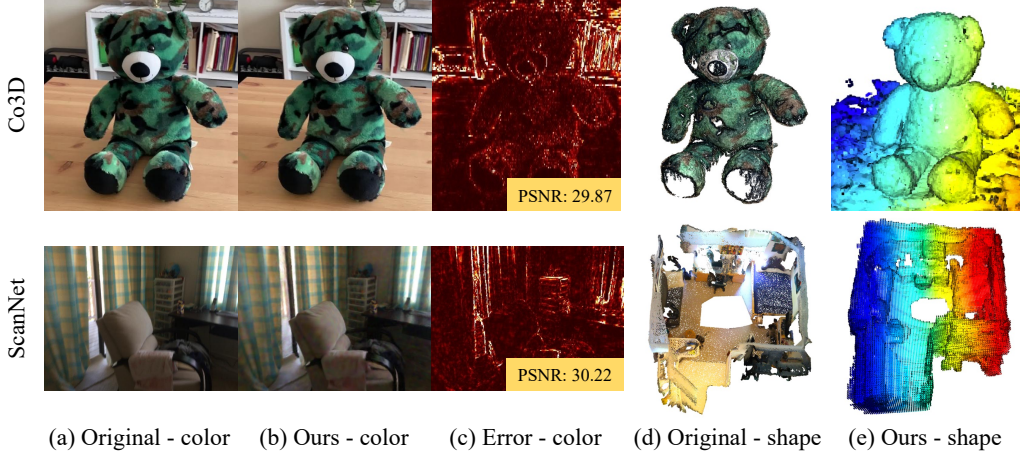 Co3D
PSNR: 29.87
ScanNet
PSNR: 30.22
(a) Original - color
(b) Ours - color
(c) Error - color
(d) Original - shape
(e) Ours - shape